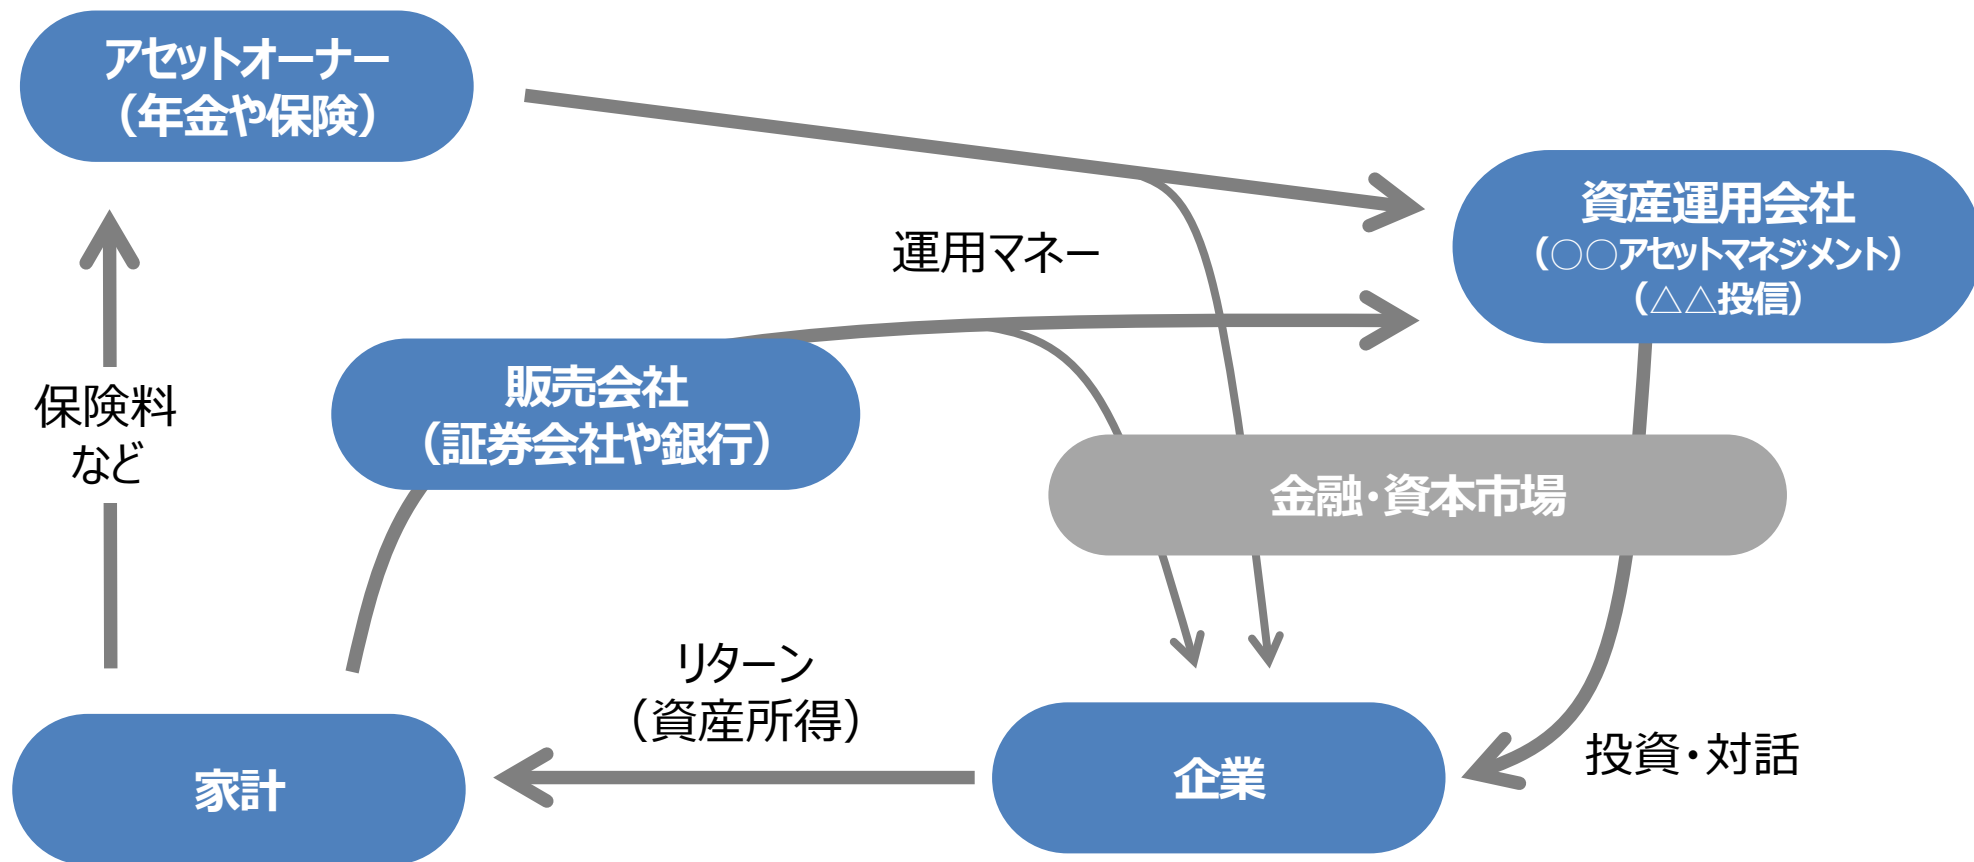 アセットオーナー
（年金や保険）
資産運用会社
（○○アセットマネジメント）
（△△投信）
運用マネー
保険料
など
販売会社
（証券会社や銀行）
金融・資本市場
リターン
（資産所得）
投資・対話
家計
企業